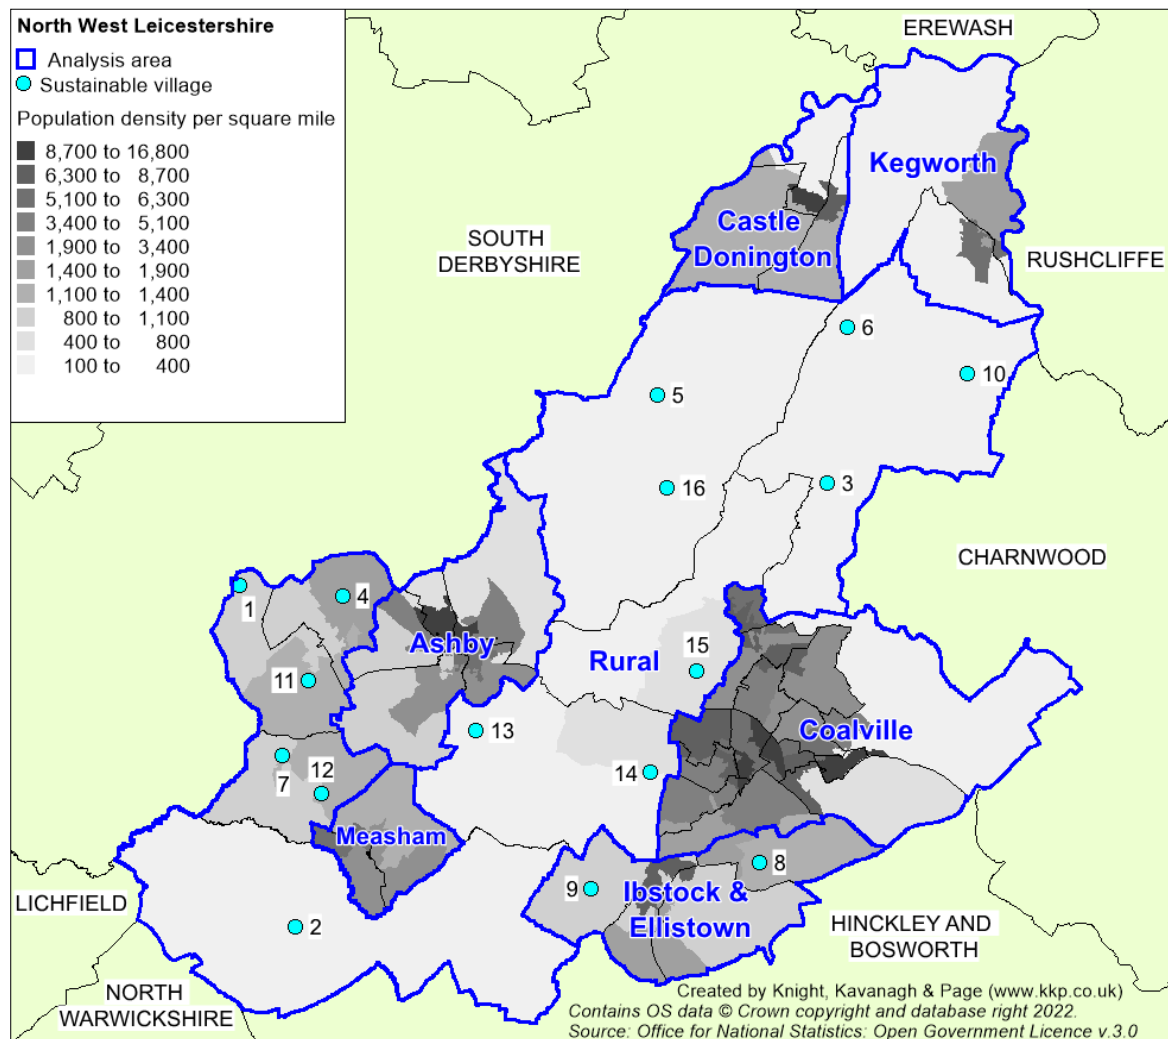 North West Leicestershire
Analysis area
Sustainable village
Population density per square mile
8,700 to 16,800
6,300 to 8,700
5,100 to 6,300
3,400 to 5,100
1,900 to 3,400
1,400 to 1,900
1,100 to 1,400
800 to 1,100
400 to 800
100 to 400
EREWASH
Kegworth
Castle
Donington
SOUTH
DERBYSHIRE
RUSHCLIFFE
6
10
5
16
3
CHARNWOOD
1
4
Ashby
Rural
15
11
13
Coalville
7
12
14
Measham
8
9
Ibstock &
Ellistown
LICHFIELD
2
HINCKLEY AND
BOSWORTH
NORTH
WARWICKSHIRE
Created by Knight, Kavanagh & Page (www.kkp.co.uk)
Contains OS data © Crown copyright and database right 2022.
Source: Office for National Statistics: Open Government Licence v.3.0